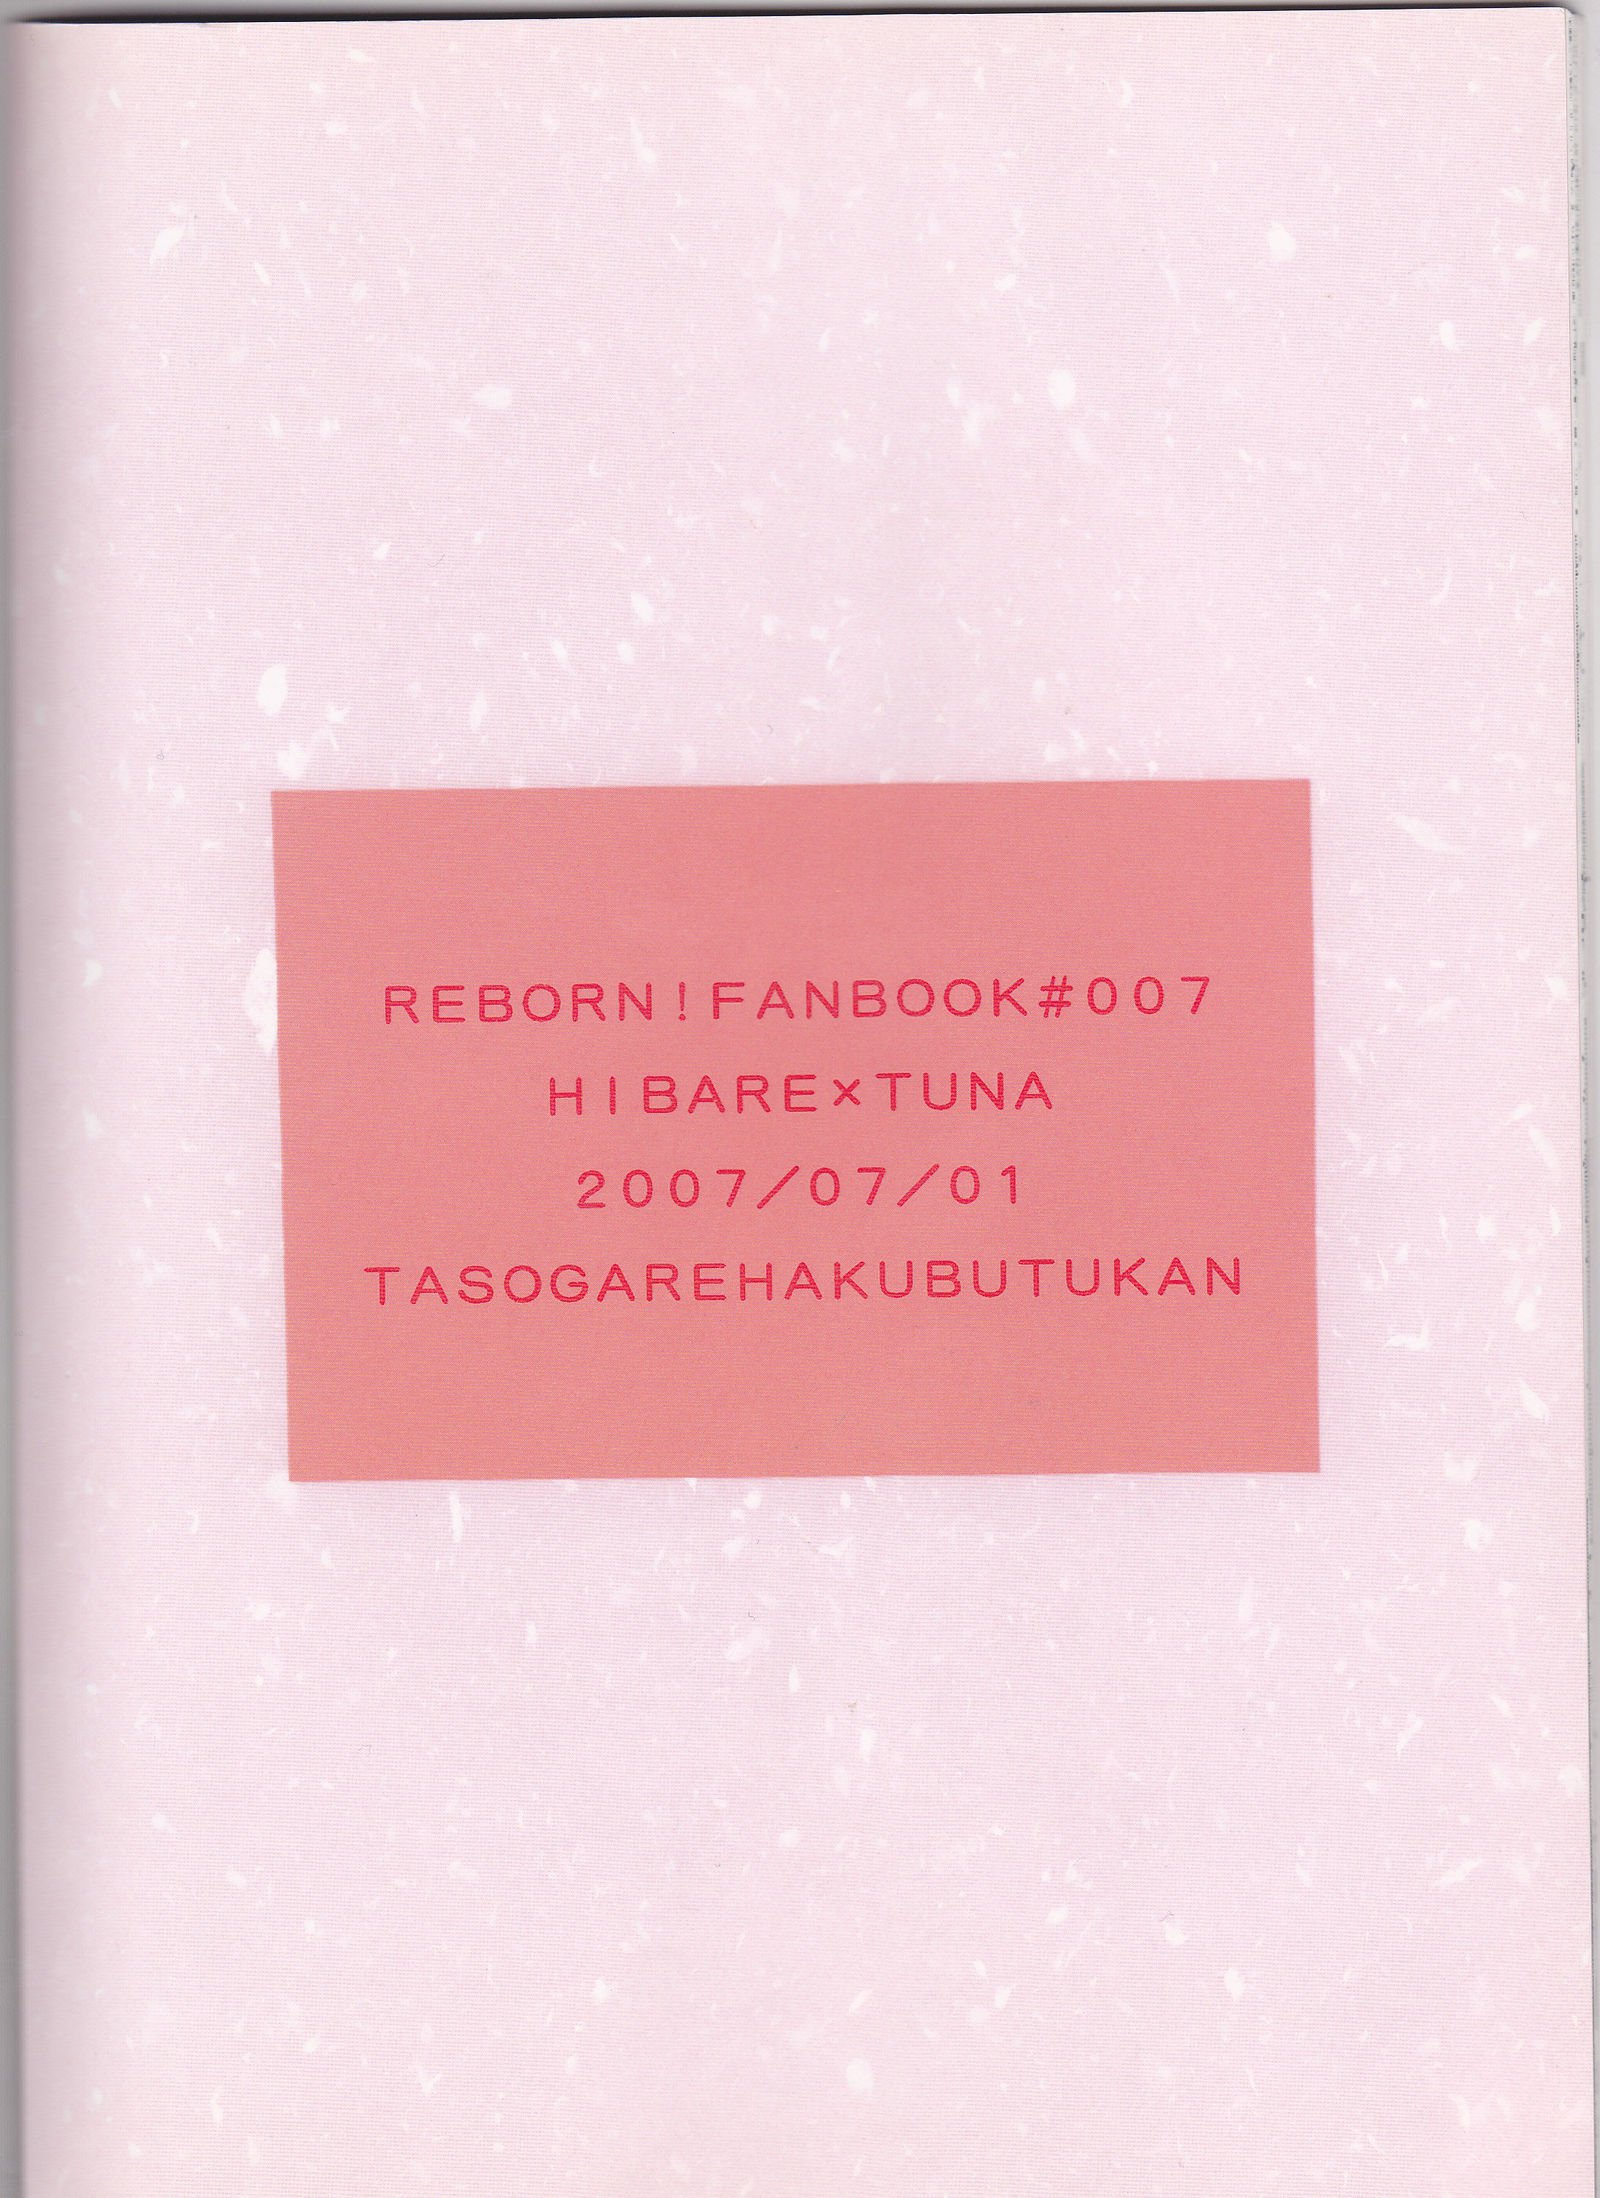 REBORN!FANBOOK#007
HIBARE×TUNA
2007/07/01
TASOGAREHAKUBUTUKAN